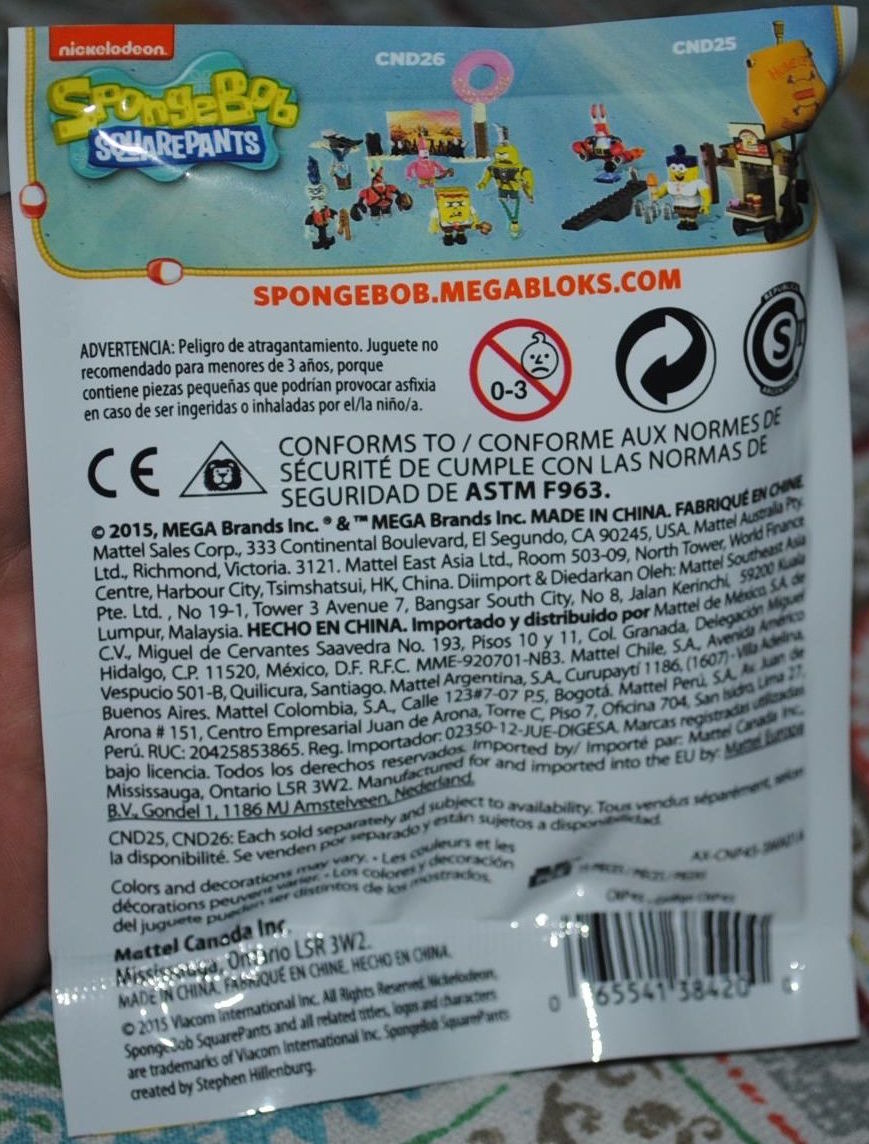 nickelodeon
SpongeBob
SQUAREPANTS
CND26
CND25
SPONGEBOB.MEGABLOKS.COM
ADVERTENCIA: Peligro de atragantamiento. Juguete no
recomendado para menores de 3 años, porque
contiene piezas pequeñas que podrían provocar asfixia
en caso de ser ingeridas o inhaladas por el/la niño/a.
0-3
S
CE
CONFORMS TO / CONFORME AUX NORMES DE
SÉCURITÉ DE CUMPLE CON LAS NORMAS DE
SEGURIDAD DE ASTM F963.
© 2015, MEGA Brands Inc. ® & ™ MEGA Brands Inc. MADE IN CHINA. FABRIQUÉ EN CHINE
Mattel Sales Corp., 333 Continental Boulevard, El Segundo, CA 90245, USA. Mattel Australia Pty.
Ltd., Richmond, Victoria. 3121. Mattel East Asia Ltd., Room 503-09, North Tower, World Finance
Centre, Harbour City, Tsimshatsui, HK, China. Diimport & Diedarkan Oleh: Mattel Southeast Asia
Pte. Ltd. , No 19-1, Tower 3 Avenue 7, Bangsar South City, No 8, Jalan Kerinchi, 59200 Kuala
Lumpur, Malaysia. HECHO EN CHINA. Importado y distribuido por Mattel de México, S.A. de
C.V., Miguel de Cervantes Saavedra No. 193, Pisos 10 y 11, Col. Granada, Delegación Miguel
Hidalgo, C.P. 11520, México, D.F. R.F.C. MME-920701-NB3. Mattel Chile, S.A., Avenida Américo
Vespucio 501-B, Quilicura, Santiago. Mattel Argentina, S.A., Curupaytí 1186, (1607) - Villa Adelina,
Buenos Aires. Mattel Colombia, S.A., Calle 123#7-07 P.5, Bogotá. Mattel Perú, S.A., Av. Juan de
Arona # 151, Centro Empresarial Juan de Arona, Torre C, Piso 7, Oficina 704, San Isidro, Lima 27,
Perú. RUC: 20425853865. Reg. Importador: 02350-12-JUE-DIGESA. Marcas registradas utilizadas
bajo licencia. Todos los derechos reservados. Imported by/ Importé par: Mattel Canada Inc.,
Mississauga, Ontario L5R 3W2. Manufactured for and imported into the EU by: Mattel Europa
B.V., Gondel 1, 1186 MJ Amstelveen, Nederland.
CND25, CND26: Each sold separately and subject to availability. Tous vendus séparément, selon
la disponibilité. Se venden por separado y están sujetos a disponibilidad.
Colors and decorations may vary. • Les couleurs et les
décorations peuvent varier. • Los colores y decoración
del juguete pueden ser distintos de los mostrados.
Mattel Canada Inc.
Mississauga, Ontario L5R 3W2.
MADE IN CHINA. FABRIQUÉ EN CHINE. HECHO EN CHINA.
© 2015 Viacom International Inc. All Rights Reserved. Nickelodeon,
SpongeBob SquarePants and all related titles, logos and characters
are trademarks of Viacom International Inc. SpongeBob SquarePants
created by Stephen Hillenburg.
0 65541 38420